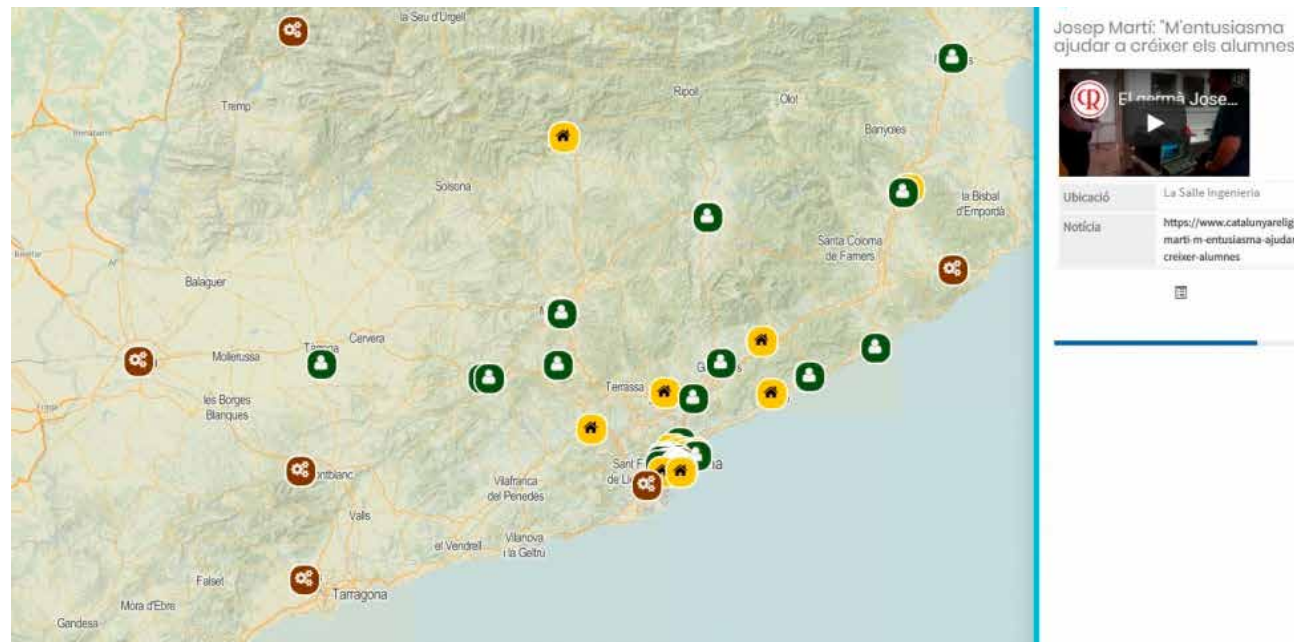 la Seu d'Urgell
Tremp
Ripoll
Olot
Banyoles
Benabarre
Solsona
la Bisbal
d'Empordà
Santa Coloma
de Farners
Balaguer
Cervera
Mollerussa
les Borges
Blanques
Terrassa
Sant F
de Ll
Vilafranca
del Penedès
Valls
el Vendrell
Vilanova
i la Geltrú
Falset
Tarragona
Móra d'Ebre
Gandesa
Josep Martí: "M'entusiasma
ajudar a créixer els alumnes
El germà Jose...
Ubicació
La Salle Ingenieria
Notícia
https://www.catalunyarelig
marti-m-entusiasma-ajudar
creixer-alumnes